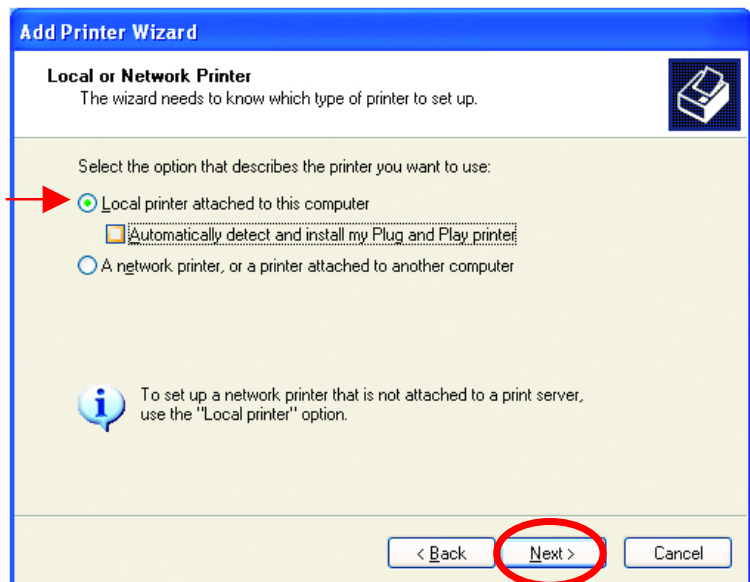 Add Printer Wizard
Local or Network Printer
The wizard needs to know which type of printer to set up.
Select the option that describes the printer you want to use:
Local printer attached to this computer
Automatically detect and install my Plug and Play printer
A network printer, or a printer attached to another computer
To set up a network printer that is not attached to a print server,
use the "Local printer" option.
< Back
Next >
Cancel